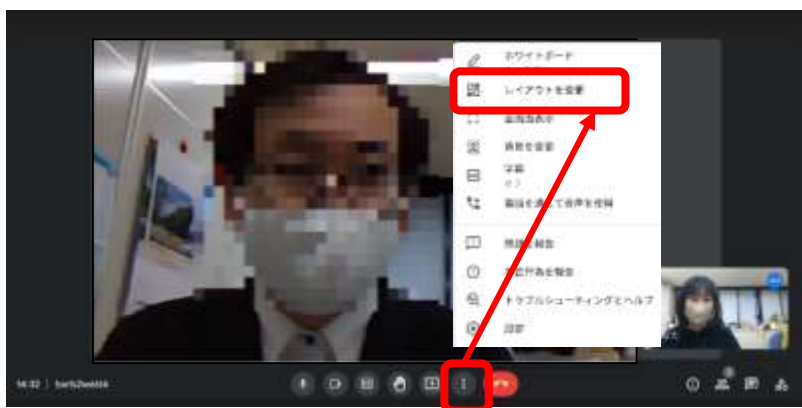 ホワイトボード
レイアウトを変更
全画面表示
背景を変更
字幕
オフ
電話を通じて音声を使用
問題を報告
不正行為を報告
トラブルシューティングとヘルプ
設定
14:32